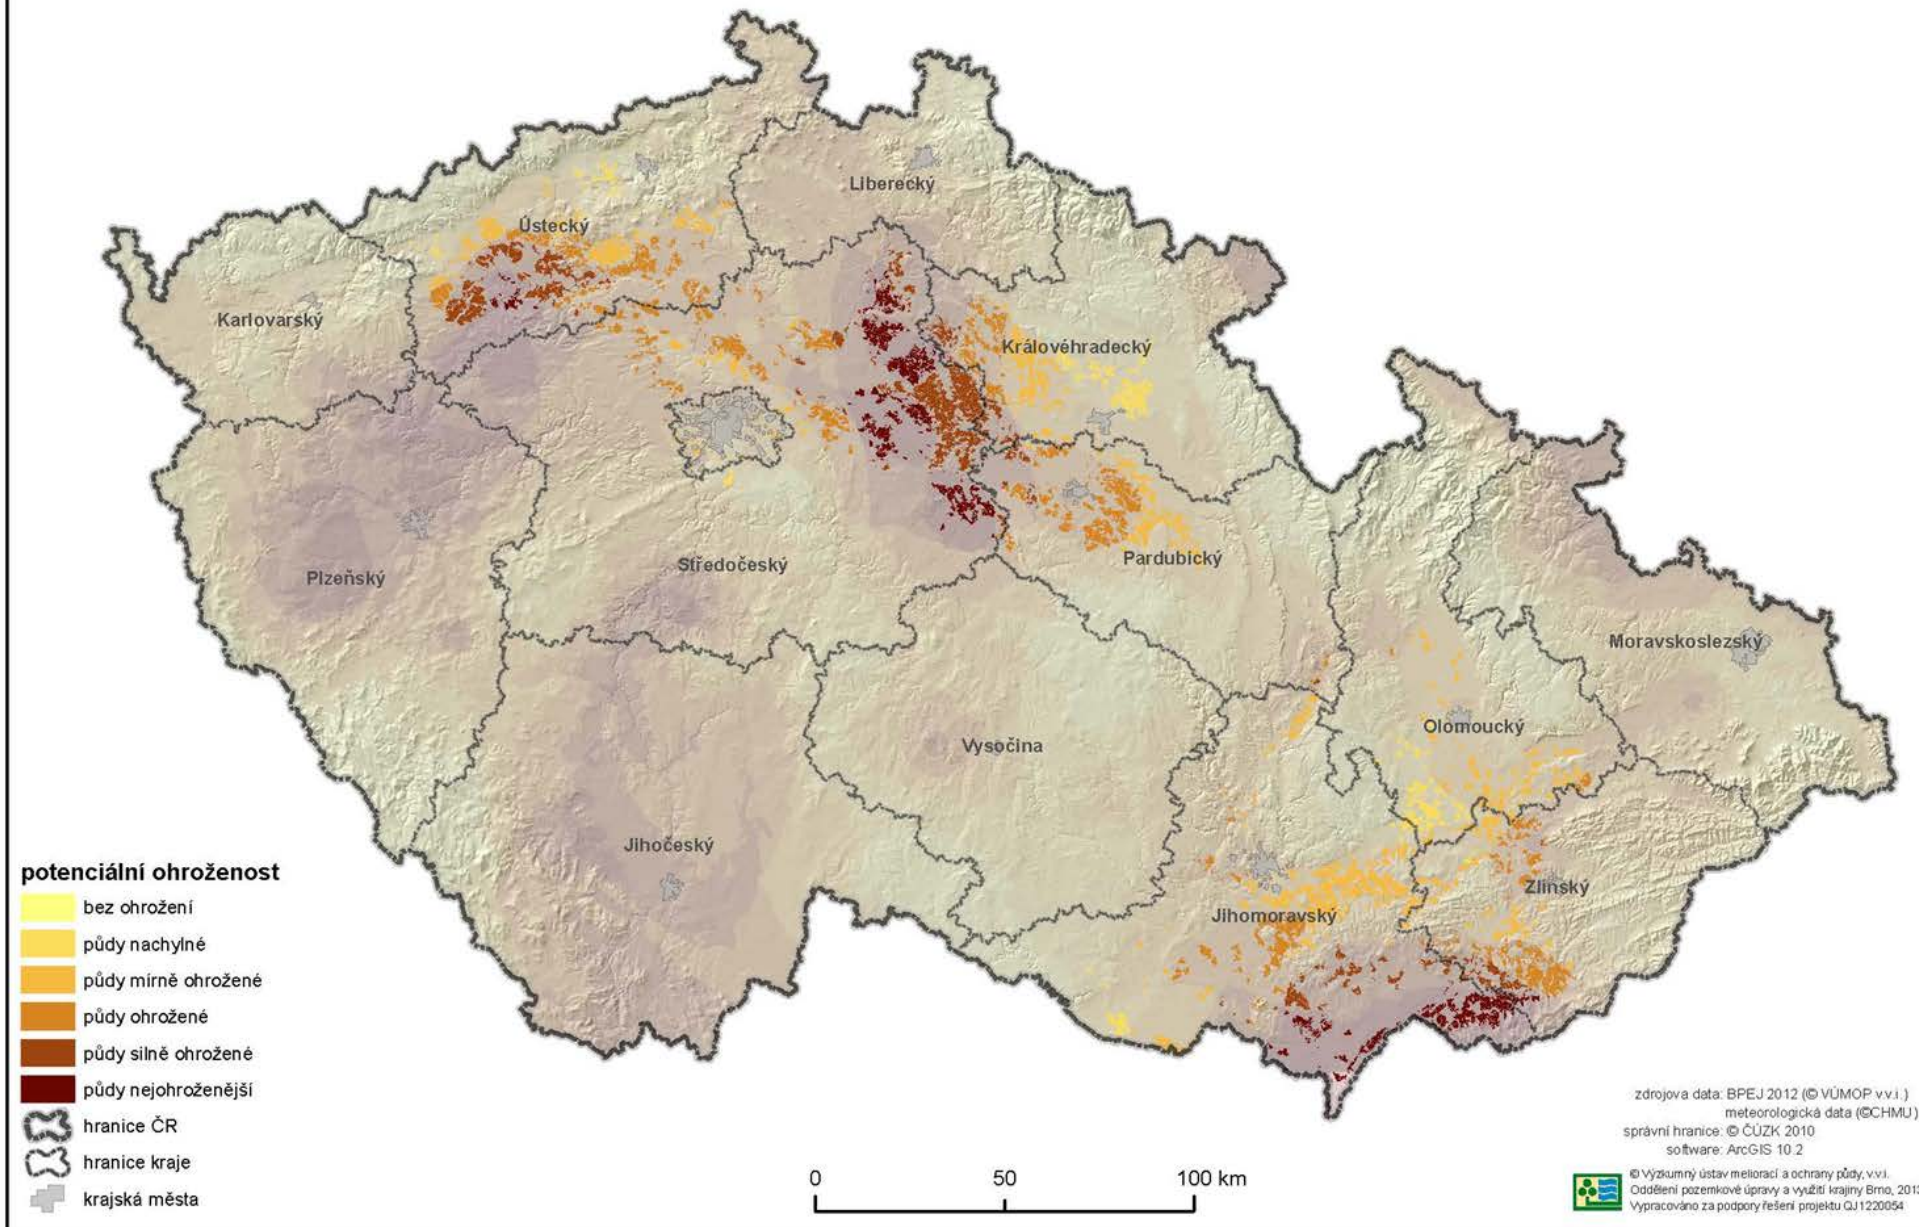 Liberecký
Ústecký
Karlovarský
Královéhradecký
Plzeňský
Středočeský
Pardubický
Moravskoslezský
Olomoucký
Vysočina
Jihočeský
Zlínský
Jihomoravský
potenciální ohroženost
bez ohrožení
půdy nachylné
půdy mírně ohrožené
půdy ohrožené
půdy silně ohrožené
půdy nejohroženější
hranice ČR
hranice kraje
krajská města
0 50 100 km
zdrojova data: BPEJ 2012 (© VÚMOP v.v.i.)
meteorologická data (©CHMU)
správní hranice: © ČÚZK 2010
software: ArcGIS 10.2
© Výzkumný ústav meliorací a ochrany půdy, v.v.i.
Oddělení pozemkové úpravy a využití krajiny Brno, 2013
Vypracováno za podpory řešení projektu QJ1220054